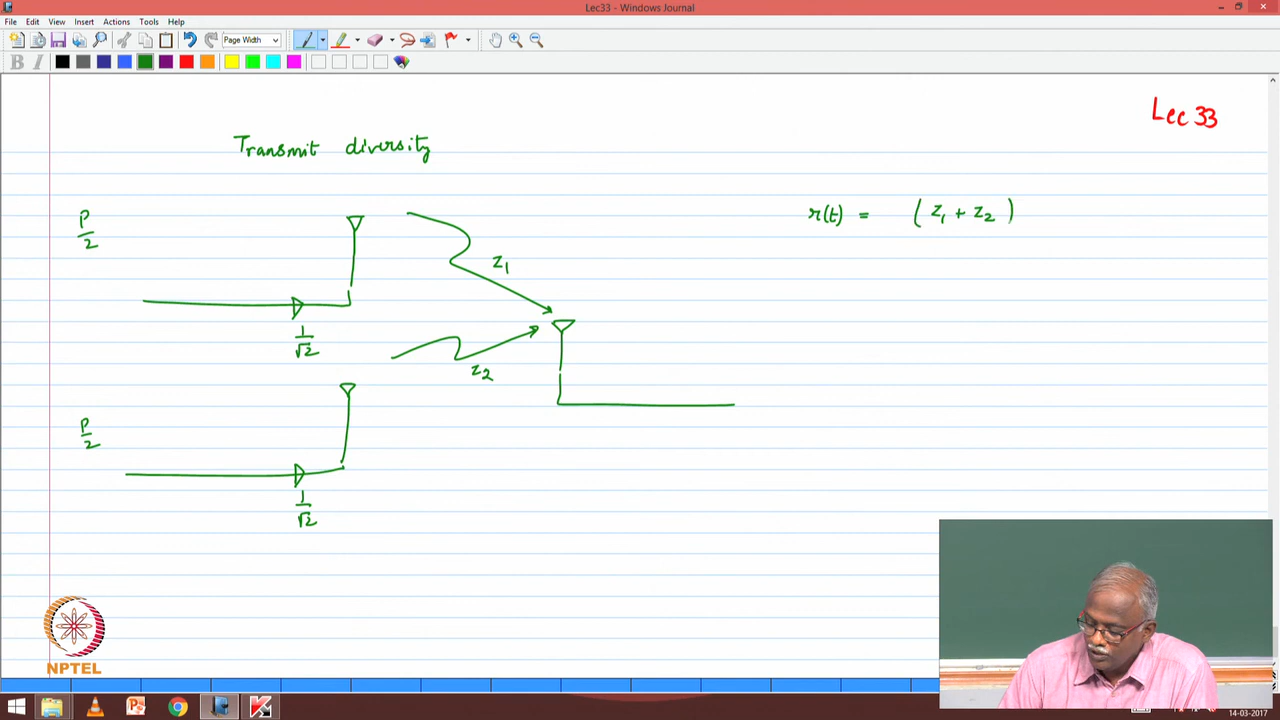 Lec33 - Windows Journal
File Edit View Insert Actions Tools Help
Page Width
B I
Lec 33
Transmit diversity
P/2
r(t) = (z₁ + z₂)
z₁
1/√2
z₂
P/2
1/√2
NPTEL
14-03-2017